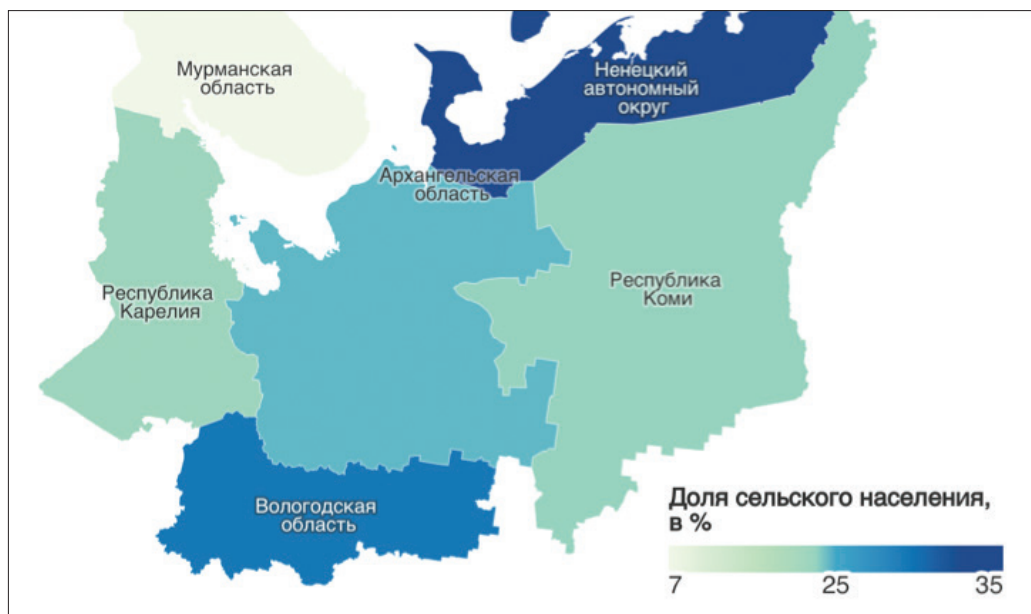 Мурманская
область
Ненецкий
автономный
округ
Архангельская
область
Республика
Карелия
Республика
Коми
Вологодская
область
Доля сельского населения,
в %
7 25 35